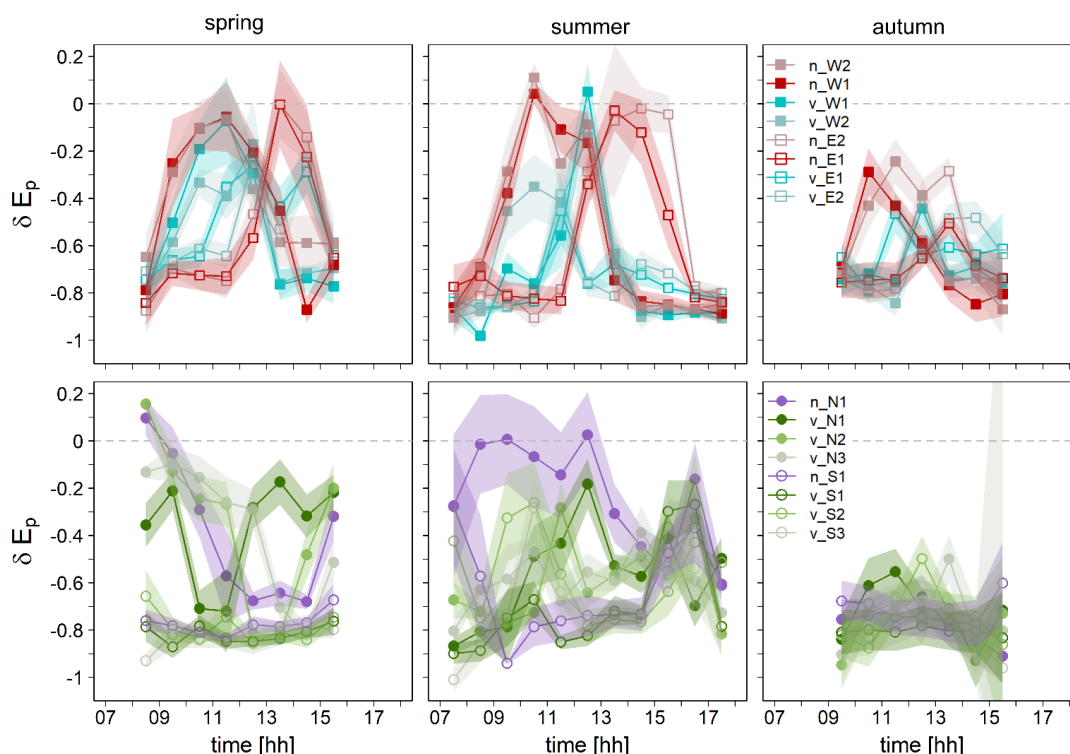 spring summer autumn
0.2
0
-0.2
-0.4
-0.6
-0.8
-1
δ E_p
n_W2
n_W1
v_W1
v_W2
n_E2
n_E1
v_E1
v_E2
0.2
0
-0.2
-0.4
-0.6
-0.8
-1
δ E_p
n_N1
v_N1
v_N2
v_N3
n_S1
v_S1
v_S2
v_S3
07 09 11 13 15 17 07 09 11 13 15 17 07 09 11 13 15 17
time [hh] time [hh] time [hh]